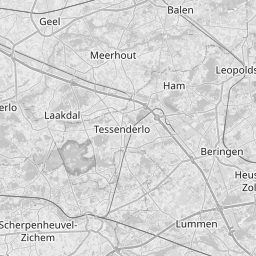 Balen
Geel
Meerhout
Leopolds
Ham
erlo
Laakdal
Tessenderlo
Beringen
Heus
Zol
Scherpenheuvel-
Zichem
Lummen